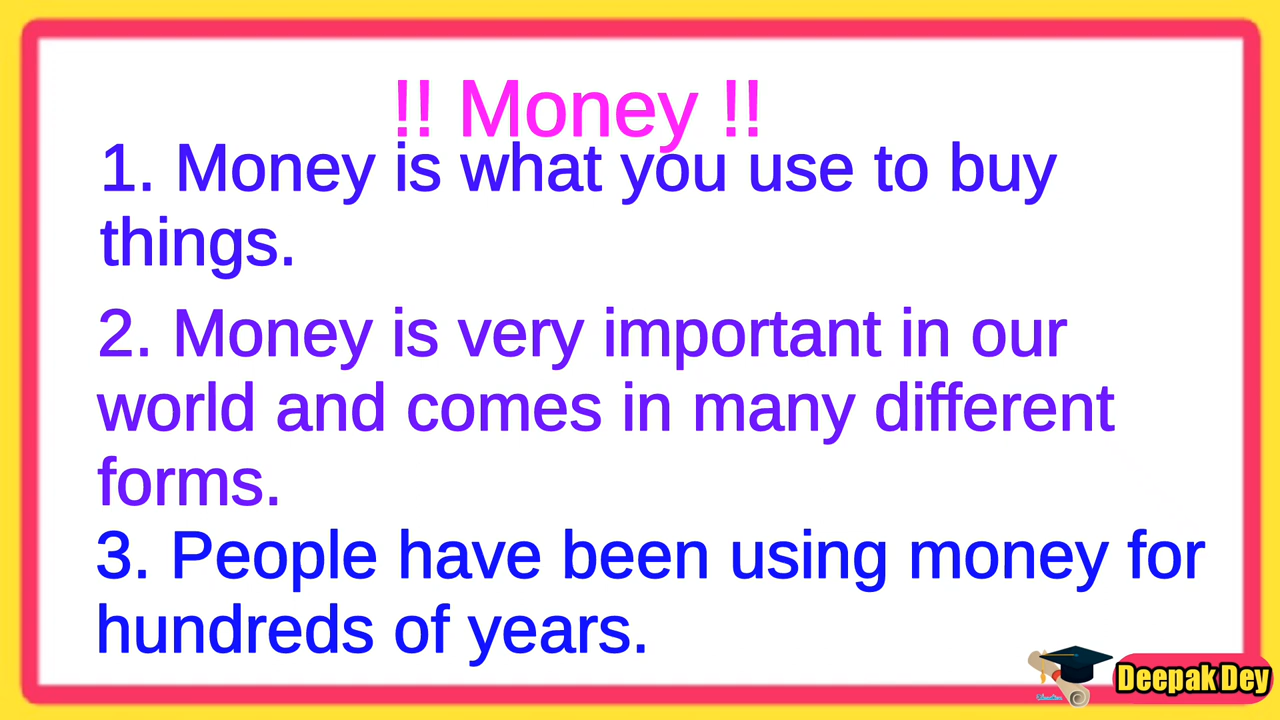 !! Money !!
1. Money is what you use to buy
things.
2. Money is very important in our
world and comes in many different
forms.
3. People have been using money for
hundreds of years.
Deepak Dey